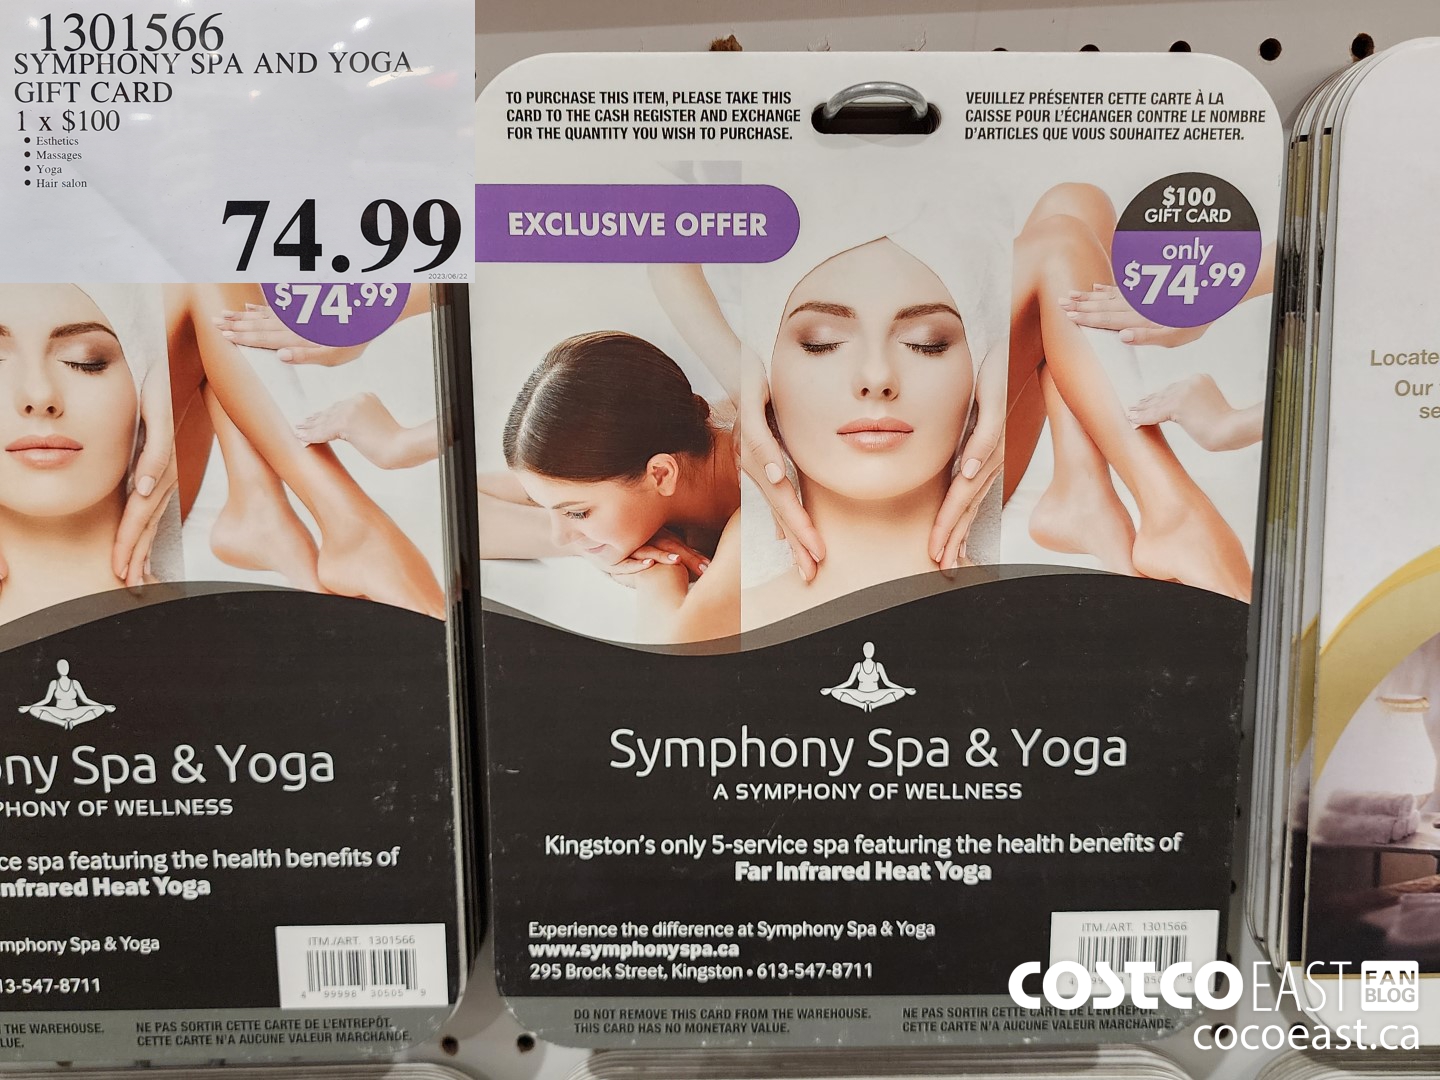 1301566
SYMPHONY SPA AND YOGA
GIFT CARD
1 x $100
• Esthetics
• Massages
• Yoga
• Hair salon
74.99
2023/06/22
TO PURCHASE THIS ITEM, PLEASE TAKE THIS
CARD TO THE CASH REGISTER AND EXCHANGE
FOR THE QUANTITY YOU WISH TO PURCHASE.
VEUILLEZ PRÉSENTER CETTE CARTE À LA
CAISSE POUR L'ÉCHANGER CONTRE LE NOMBRE
D'ARTICLES QUE VOUS SOUHAITEZ ACHETER.
EXCLUSIVE OFFER
$100
GIFT CARD
only
$74.99
Symphony Spa & Yoga
A SYMPHONY OF WELLNESS
Kingston's only 5-service spa featuring the health benefits of
Far Infrared Heat Yoga
Experience the difference at Symphony Spa & Yoga
www.symphonyspa.ca
295 Brock Street, Kingston • 613-547-8711
ITM./ART. 1301566
DO NOT REMOVE THIS CARD FROM THE WAREHOUSE.
THIS CARD HAS NO MONETARY VALUE.
NE PAS SORTIR CETTE CARTE DE L'ENTREPÔT.
CETTE CARTE N'A AUCUNE VALEUR MARCHANDE.
$74.99
ny Spa & Yoga
PHONY OF WELLNESS
ce spa featuring the health benefits of
nfrared Heat Yoga
mphony Spa & Yoga
13-547-8711
ITM./ART. 1301566
4 99996 30505 9
THE WAREHOUSE.
LUE.
NE PAS SORTIR CETTE CARTE DE L'ENTREPÔT.
CETTE CARTE N'A AUCUNE VALEUR MARCHANDE.
Locate
Our
se
COSTCO EAST FAN
BLOG
cocoeast.ca